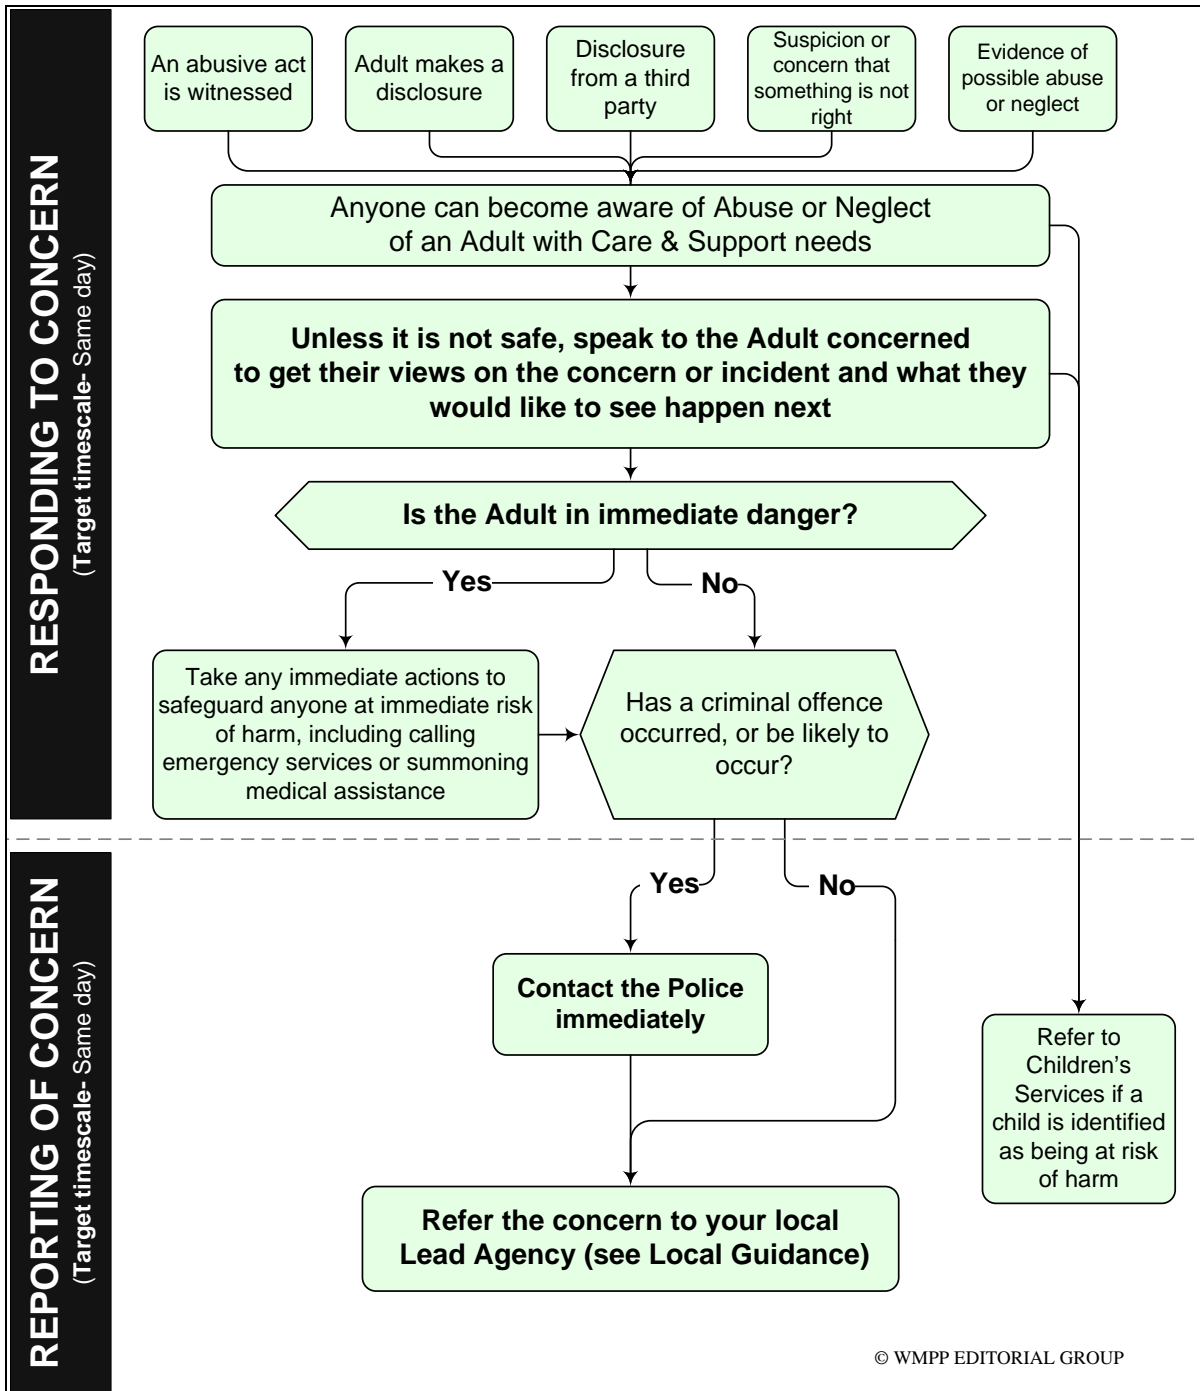 RESPONDING TO CONCERN
(Target timescale- Same day)
An abusive act
is witnessed
Adult makes a
disclosure
Disclosure
from a third
party
Suspicion or
concern that
something is not
right
Evidence of
possible abuse
or neglect
Anyone can become aware of Abuse or Neglect
of an Adult with Care & Support needs
Unless it is not safe, speak to the Adult concerned
to get their views on the concern or incident and what they
would like to see happen next
Is the Adult in immediate danger?
Yes
No
Take any immediate actions to
safeguard anyone at immediate risk
of harm, including calling
emergency services or summoning
medical assistance
Has a criminal offence
occurred, or be likely to
occur?
REPORTING OF CONCERN
(Target timescale- Same day)
Yes
No
Contact the Police
immediately
Refer to
Children's
Services if a
child is identified
as being at risk
of harm
Refer the concern to your local
Lead Agency (see Local Guidance)
© WMPP EDITORIAL GROUP